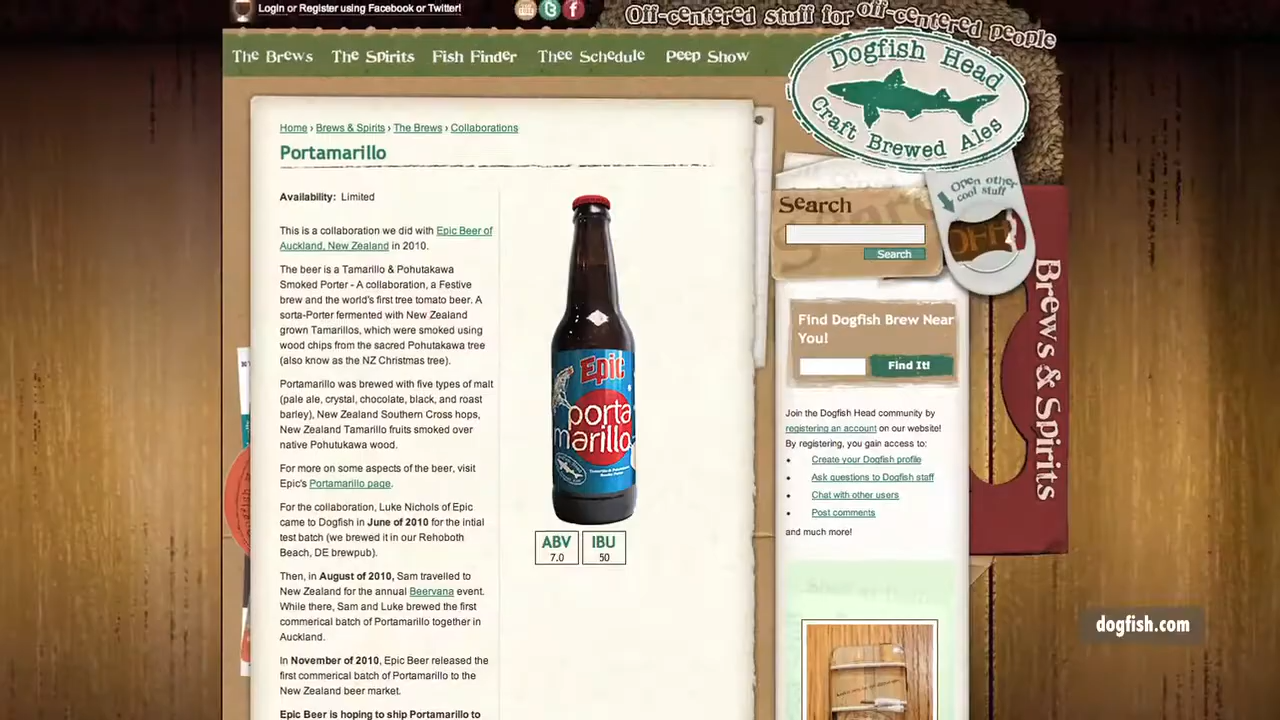 Login or Register using Facebook or Twitter!
Off-centered stuff for off-centered people
The Brews
The Spirits
Fish Finder
Thee Schedule
Peep Show
Dogfish Head
Craft Brewed Ales
Home › Brews & Spirits › The Brews › Collaborations
Portamarillo
Availability: Limited
This is a collaboration we did with Epic Beer of
Auckland, New Zealand in 2010.
The beer is a Tamarillo & Pohutakawa
Smoked Porter - A collaboration, a Festive
brew and the world's first tree tomato beer. A
sorta-Porter fermented with New Zealand
grown Tamarillos, which were smoked using
wood chips from the sacred Pohutakawa tree
(also know as the NZ Christmas tree).
Portamarillo was brewed with five types of malt
(pale ale, crystal, chocolate, black, and roast
barley), New Zealand Southern Cross hops,
New Zealand Tamarillo fruits smoked over
native Pohutukawa wood.
For more on some aspects of the beer, visit
Epic's Portamarillo page.
For the collaboration, Luke Nichols of Epic
came to Dogfish in June of 2010 for the intial
test batch (we brewed it in our Rehoboth
Beach, DE brewpub).
Then, in August of 2010, Sam travelled to
New Zealand for the annual Beervana event.
While there, Sam and Luke brewed the first
commerical batch of Portamarillo together in
Auckland.
In November of 2010, Epic Beer released the
first commerical batch of Portamarillo to the
New Zealand beer market.
Epic Beer is hoping to ship Portamarillo to
Epic
porta
marillo
ABV
7.0
IBU
50
Open other
cool stuff
OFF
Search
Search
Find Dogfish Brew Near
You!
Find It!
Join the Dogfish Head community by
registering an account on our website!
By registering, you gain access to:
• Create your Dogfish profile
• Ask questions to Dogfish staff
• Chat with other users
• Post comments
and much more!
Brews & Spirits
dogfish.com